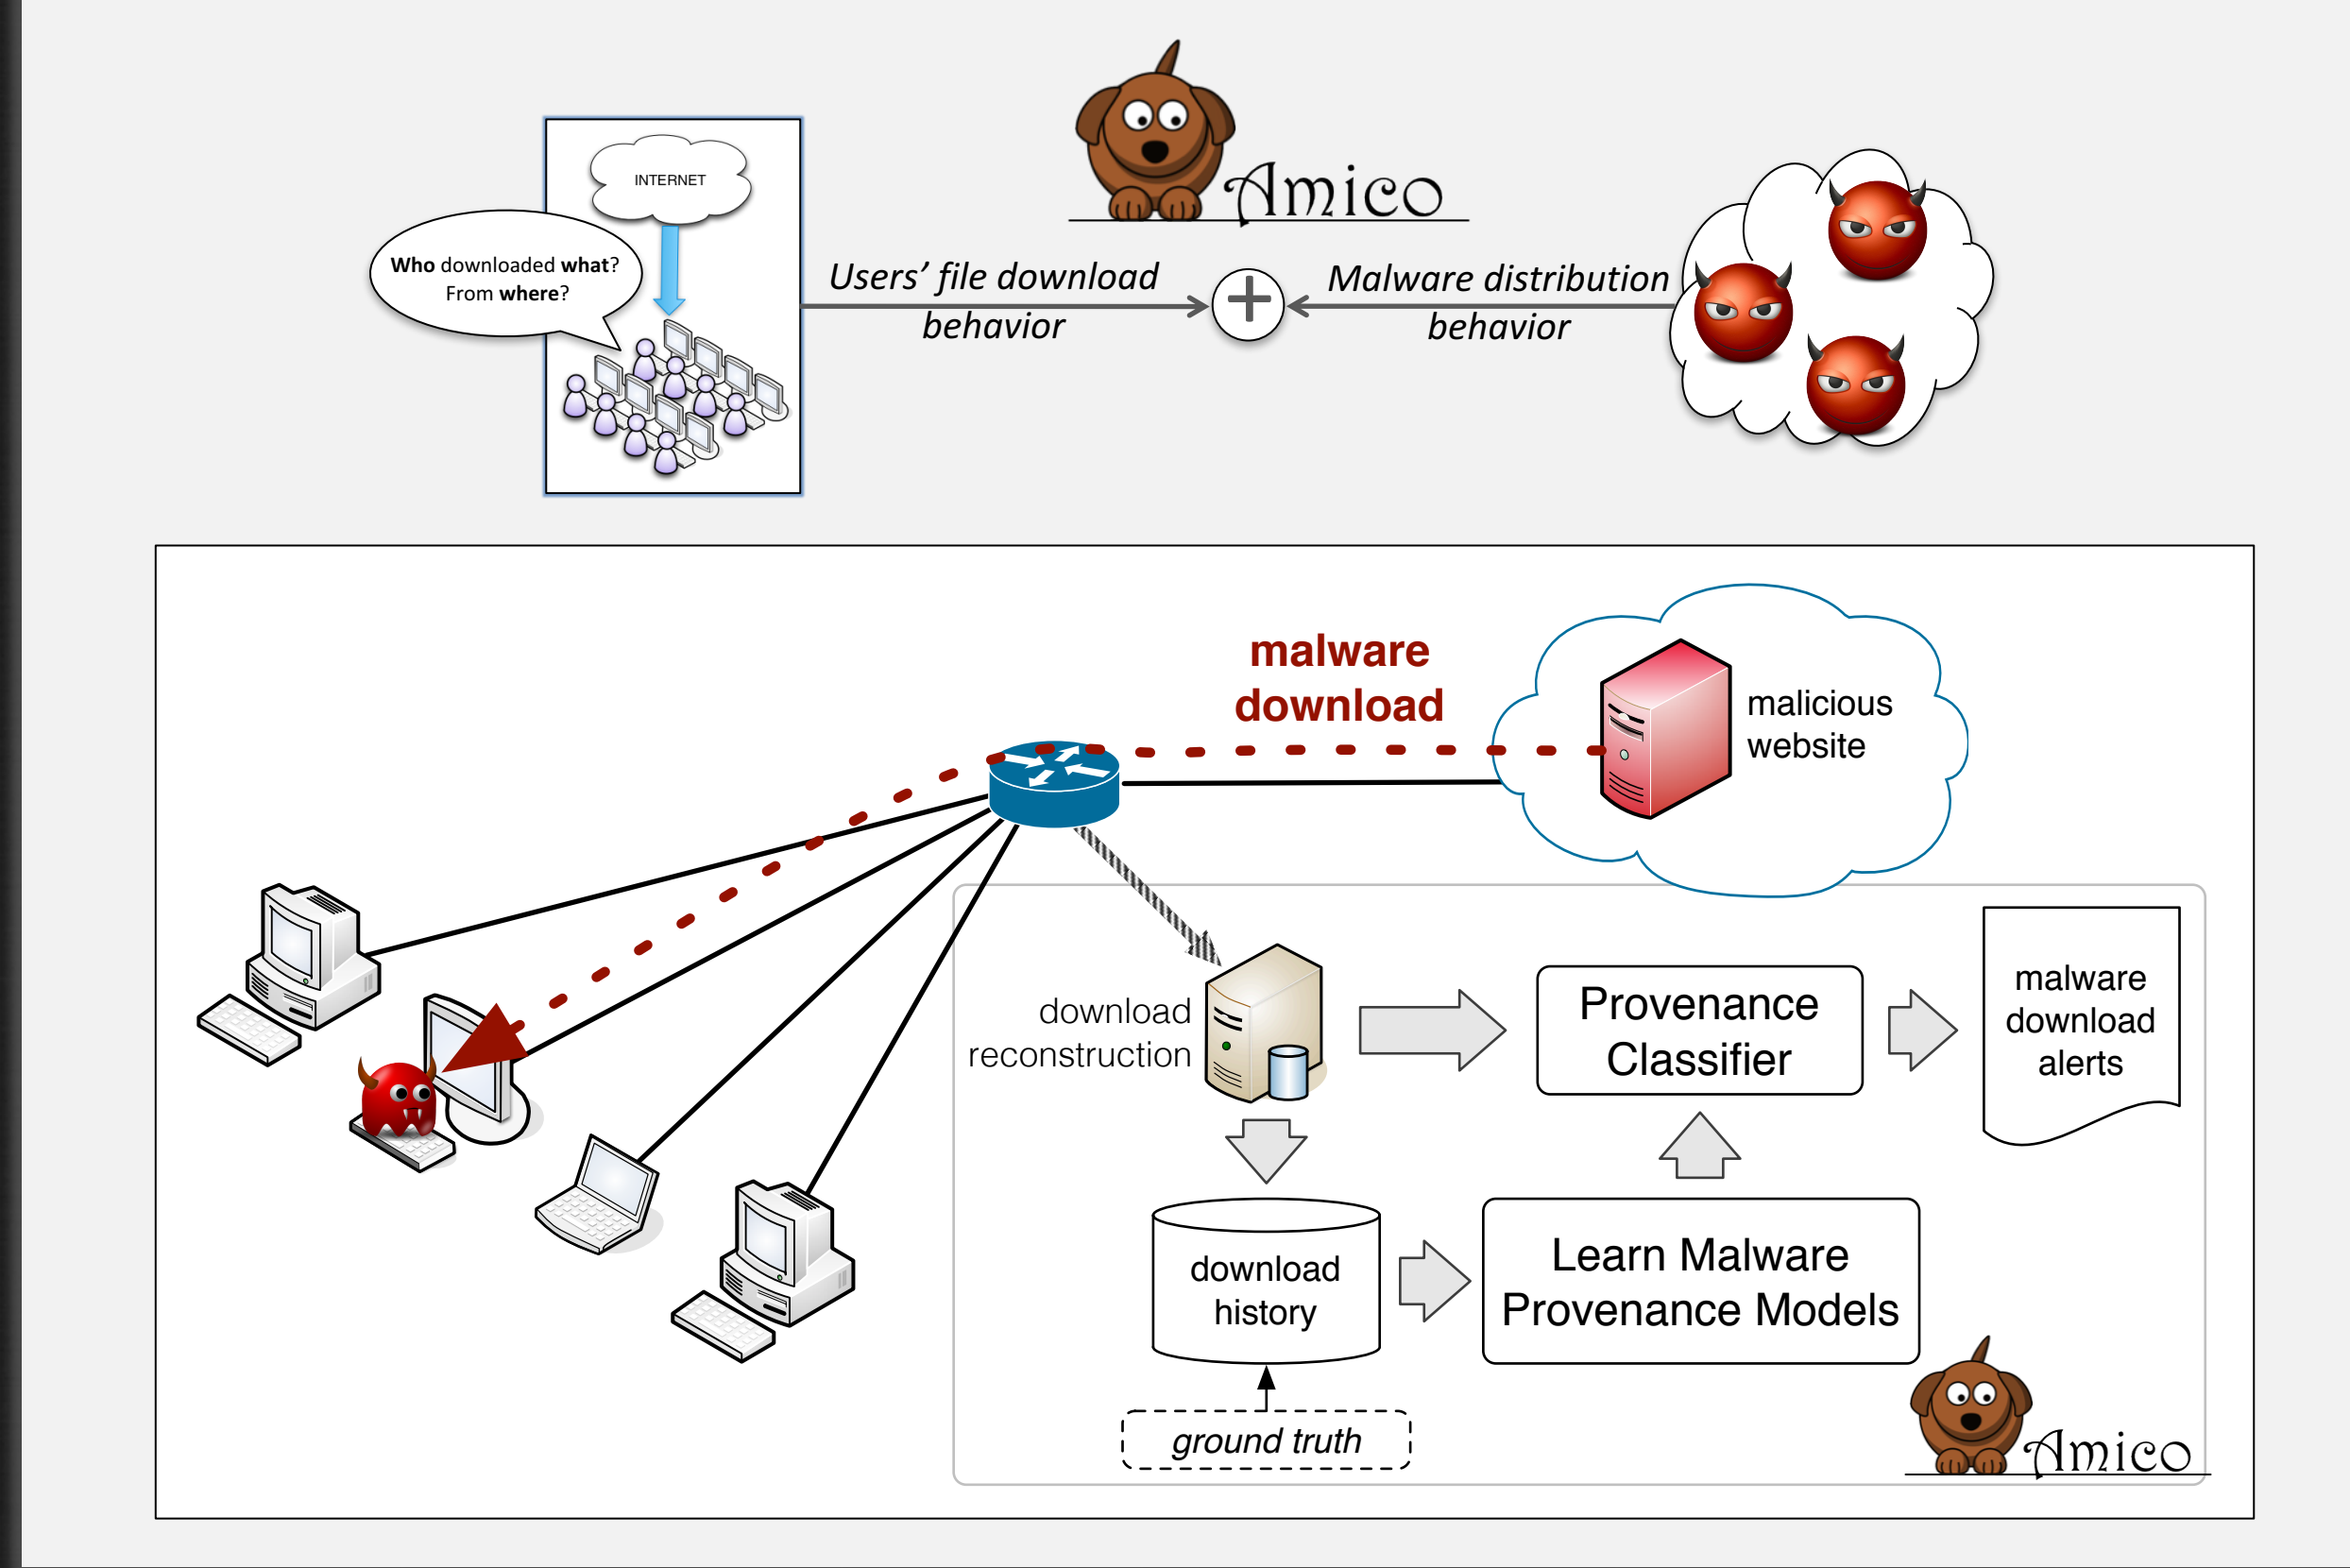 Amico
INTERNET
Who downloaded what?
From where?
Users’ file download
behavior
Malware distribution
behavior
malware
download
malicious
website
download
reconstruction
Provenance
Classifier
malware
download
alerts
download
history
Learn Malware
Provenance Models
ground truth
Amico